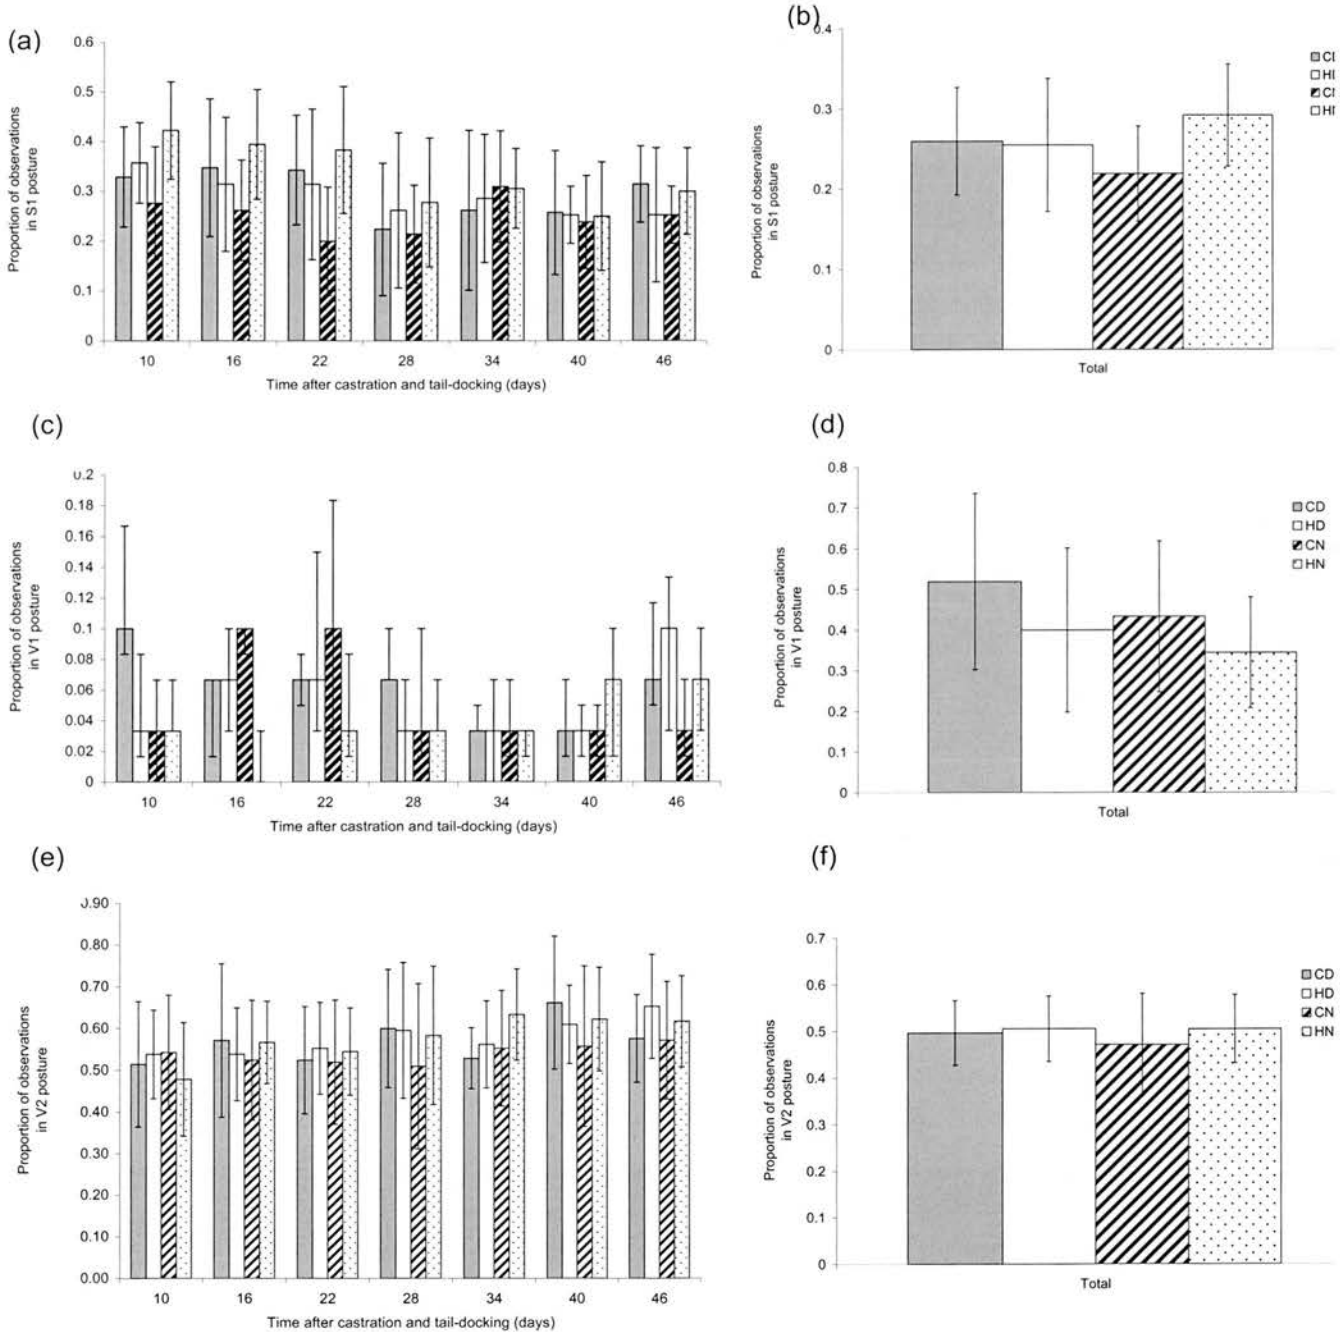 (a)
0.6
0.5
0.4
0.3
0.2
0.1
0
Proportion of observations
in S1 posture
10 16 22 28 34 40 46
Time after castration and tail-docking (days)
(b)
0.4
0.3
0.2
0.1
0
Proportion of observations
in S1 posture
Total
CI
HI
CI
HI
(c)
0.2
0.18
0.16
0.14
0.12
0.1
0.08
0.06
0.04
0.02
0
Proportion of observations
in V1 posture
10 16 22 28 34 40 46
Time after castration and tail-docking (days)
(d)
0.8
0.7
0.6
0.5
0.4
0.3
0.2
0.1
0
Proportion of observations
in V1 posture
Total
CD
HD
CN
HN
(e)
0.90
0.80
0.70
0.60
0.50
0.40
0.30
0.20
0.10
0.00
Proportion of observations
in V2 posture
10 16 22 28 34 40 46
Time after castration and tail-docking (days)
(f)
0.7
0.6
0.5
0.4
0.3
0.2
0.1
0
Proportion of observations
in V2 posture
Total
CD
HD
CN
HN